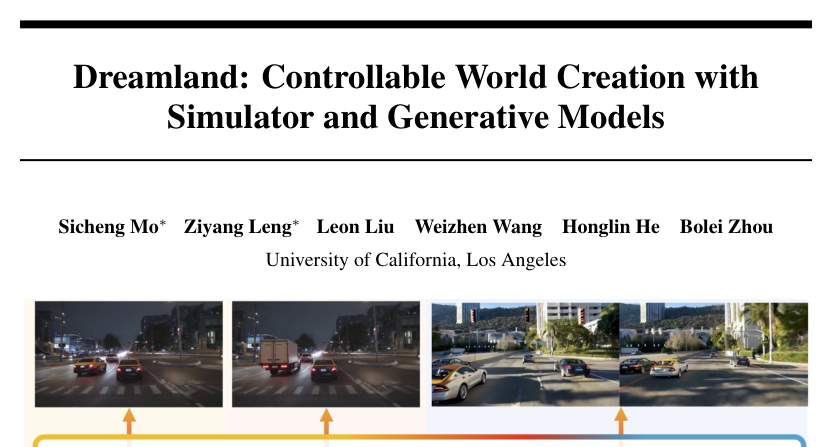 Dreamland: Controllable World Creation with
Simulator and Generative Models
Sicheng Mo* Ziyang Leng* Leon Liu Weizhen Wang Honglin He Bolei Zhou
University of California, Los Angeles